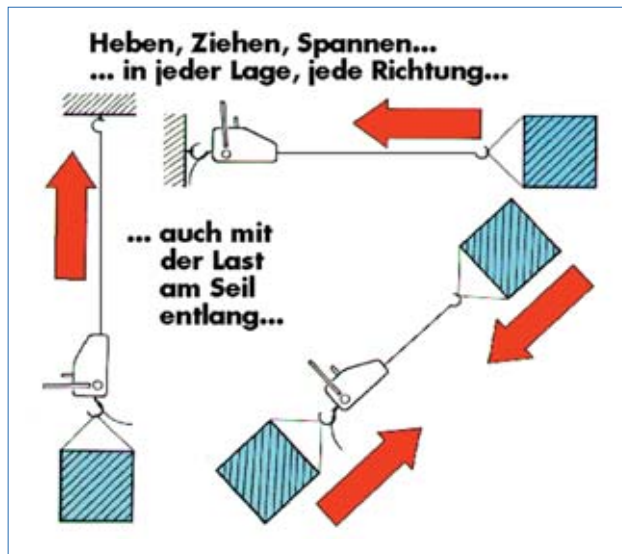 Heben, Ziehen, Spannen...
... in jeder Lage, jede Richtung...
... auch mit
der Last
am Seil
entlang...